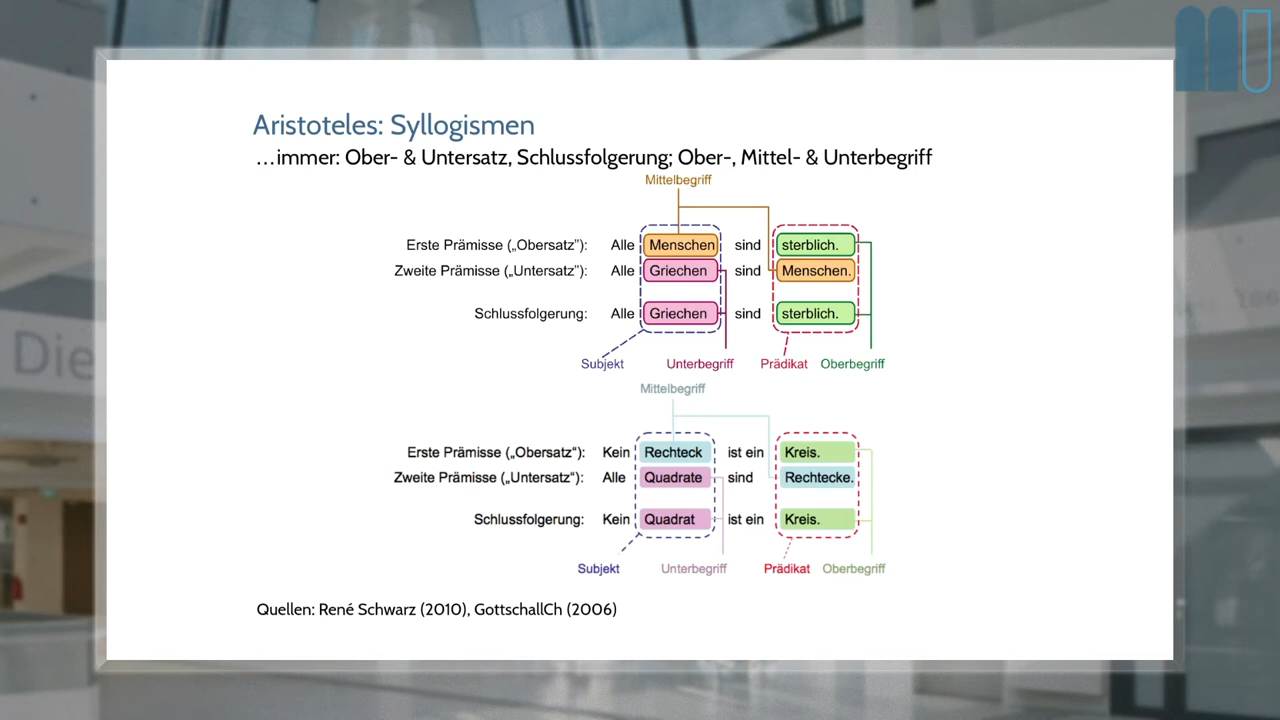 Aristoteles: Syllogismen
…immer: Ober- & Untersatz, Schlussfolgerung; Ober-, Mittel- & Unterbegriff
Mittelbegriff
Erste Prämisse („Obersatz”): Alle Menschen sind sterblich.
Zweite Prämisse („Untersatz”): Alle Griechen sind Menschen.
Schlussfolgerung: Alle Griechen sind sterblich.
Subjekt Unterbegriff Prädikat Oberbegriff
Mittelbegriff
Erste Prämisse („Obersatz“): Kein Rechteck ist ein Kreis.
Zweite Prämisse („Untersatz“): Alle Quadrate sind Rechtecke.
Schlussfolgerung: Kein Quadrat ist ein Kreis.
Subjekt Unterbegriff Prädikat Oberbegriff
Quellen: René Schwarz (2010), GottschallCh (2006)
Die